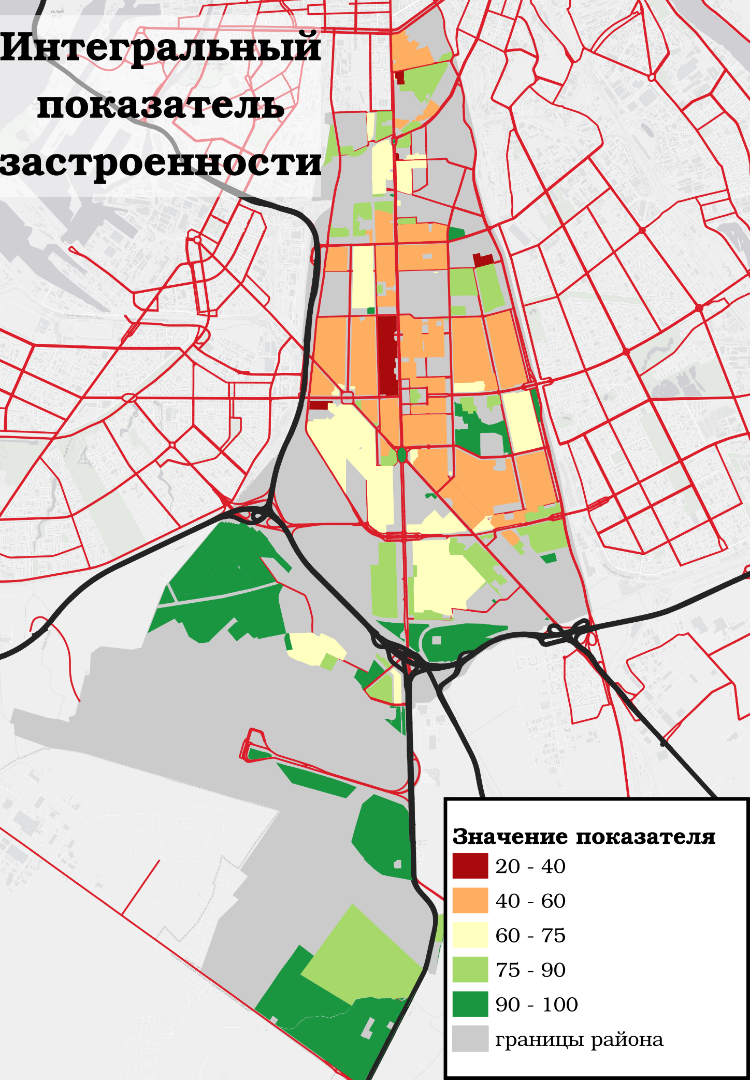 Интегральный
показатель
застроенности
Значение показателя
20 - 40
40 - 60
60 - 75
75 - 90
90 - 100
границы района